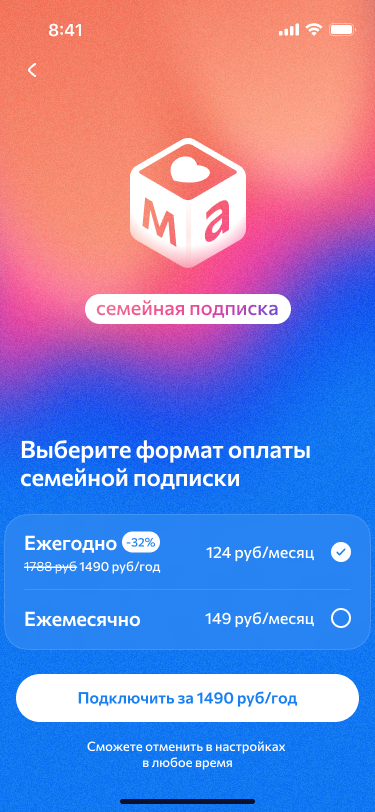 8:41
Ма
семейная подписка
Выберите формат оплаты
семейной подписки
Ежегодно -32%
124 руб/месяц
1788 руб 1490 руб/год
Ежемесячно
149 руб/месяц
Подключить за 1490 руб/год
Сможете отменить в настройках
в любое время